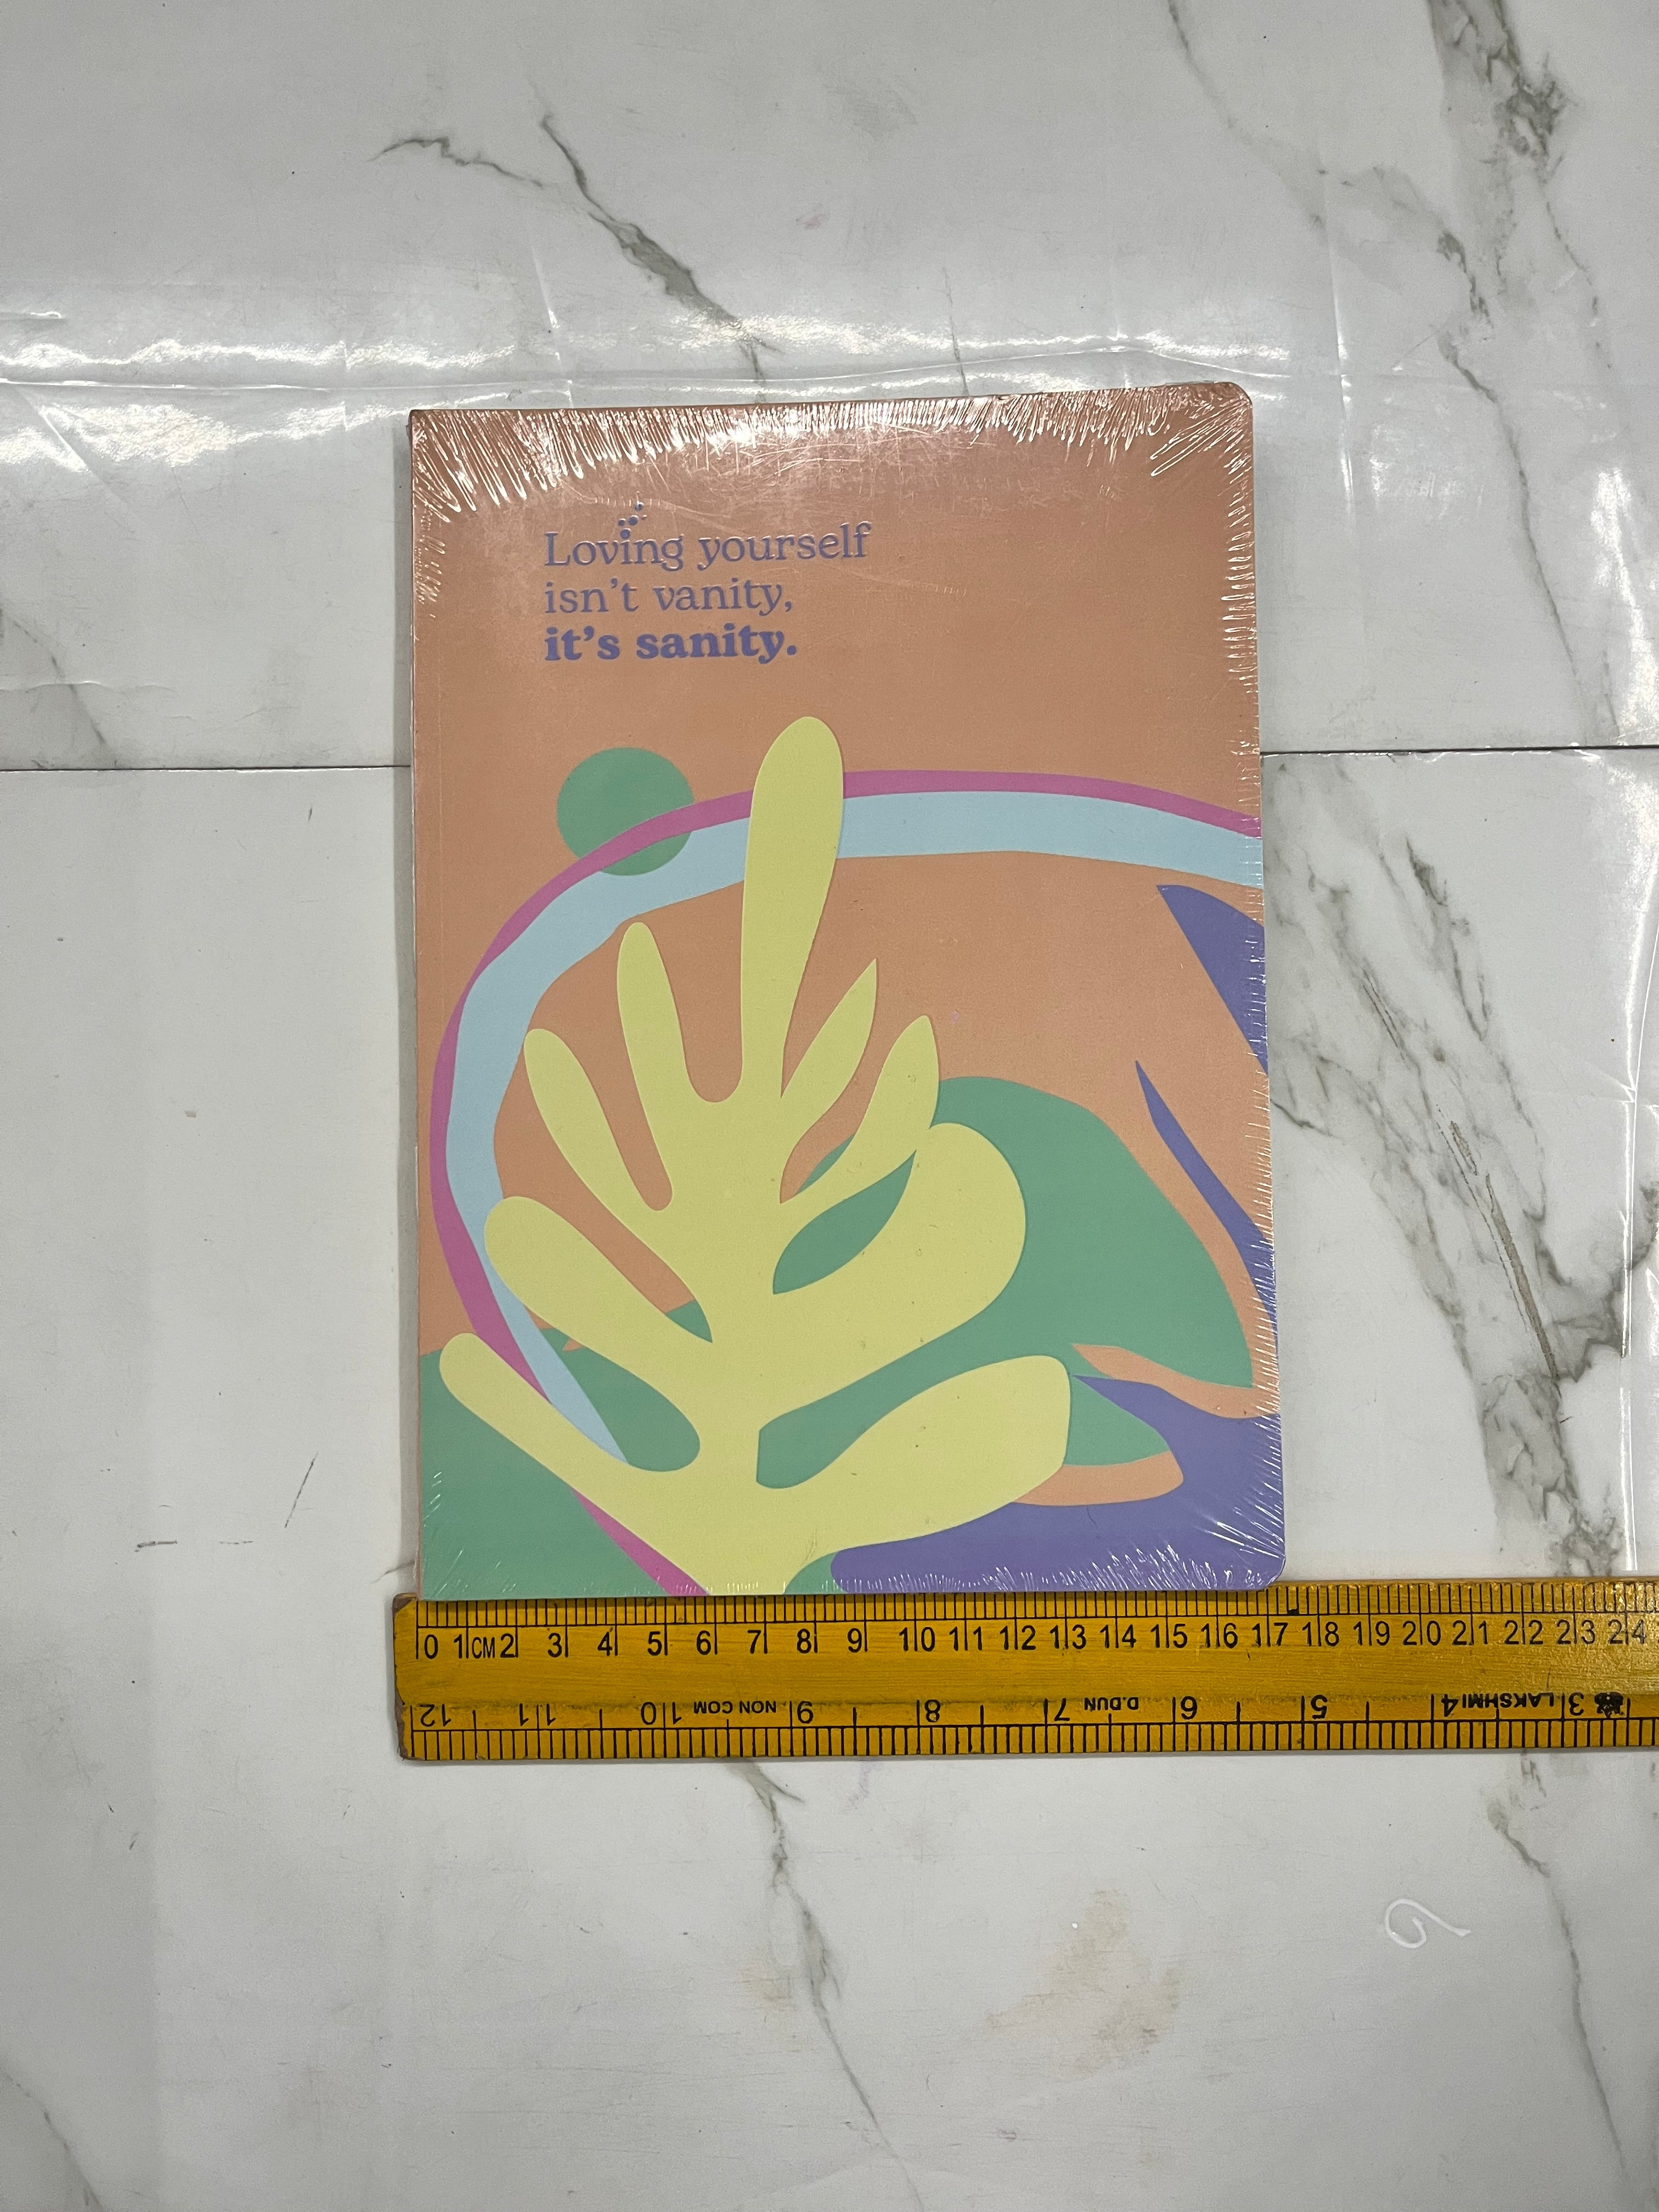 Loving yourself
isn't vanity,
it's sanity.
0 1 CM 2 3 4 5 6 7 8 9 10 11 12 13 14 15 16 17 18 19 20 21 22 23 24
12 11 10 NON COM 9 8 7 D.DUN 6 5 4 LAKSHMI 3